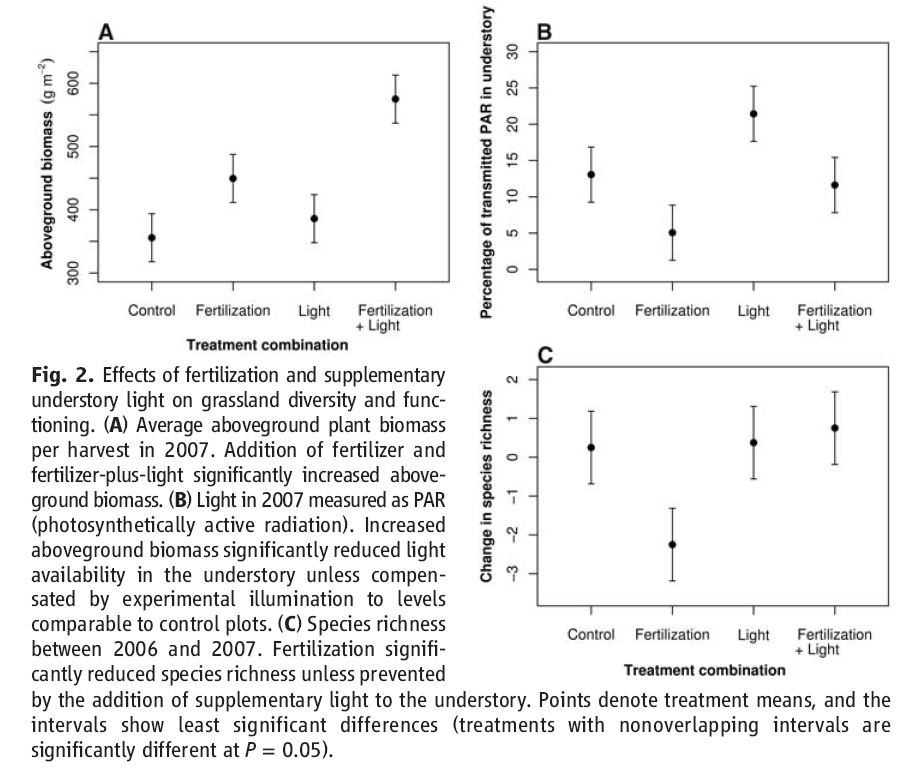 A
Aboveground biomass (g m⁻²)
300 400 500 600
Control Fertilization Light Fertilization
+ Light
Treatment combination
B
Percentage of transmitted PAR in understory
0 5 10 15 20 25 30
Control Fertilization Light Fertilization
+ Light
C
Change in species richness
−3 −2 −1 0 1 2
Control Fertilization Light Fertilization
+ Light
Treatment combination
Fig. 2. Effects of fertilization and supplementary
understory light on grassland diversity and func-
tioning. (A) Average aboveground plant biomass
per harvest in 2007. Addition of fertilizer and
fertilizer-plus-light significantly increased above-
ground biomass. (B) Light in 2007 measured as PAR
(photosynthetically active radiation). Increased
aboveground biomass significantly reduced light
availability in the understory unless compen-
sated by experimental illumination to levels
comparable to control plots. (C) Species richness
between 2006 and 2007. Fertilization signifi-
cantly reduced species richness unless prevented
by the addition of supplementary light to the understory. Points denote treatment means, and the
intervals show least significant differences (treatments with nonoverlapping intervals are
significantly different at P = 0.05).